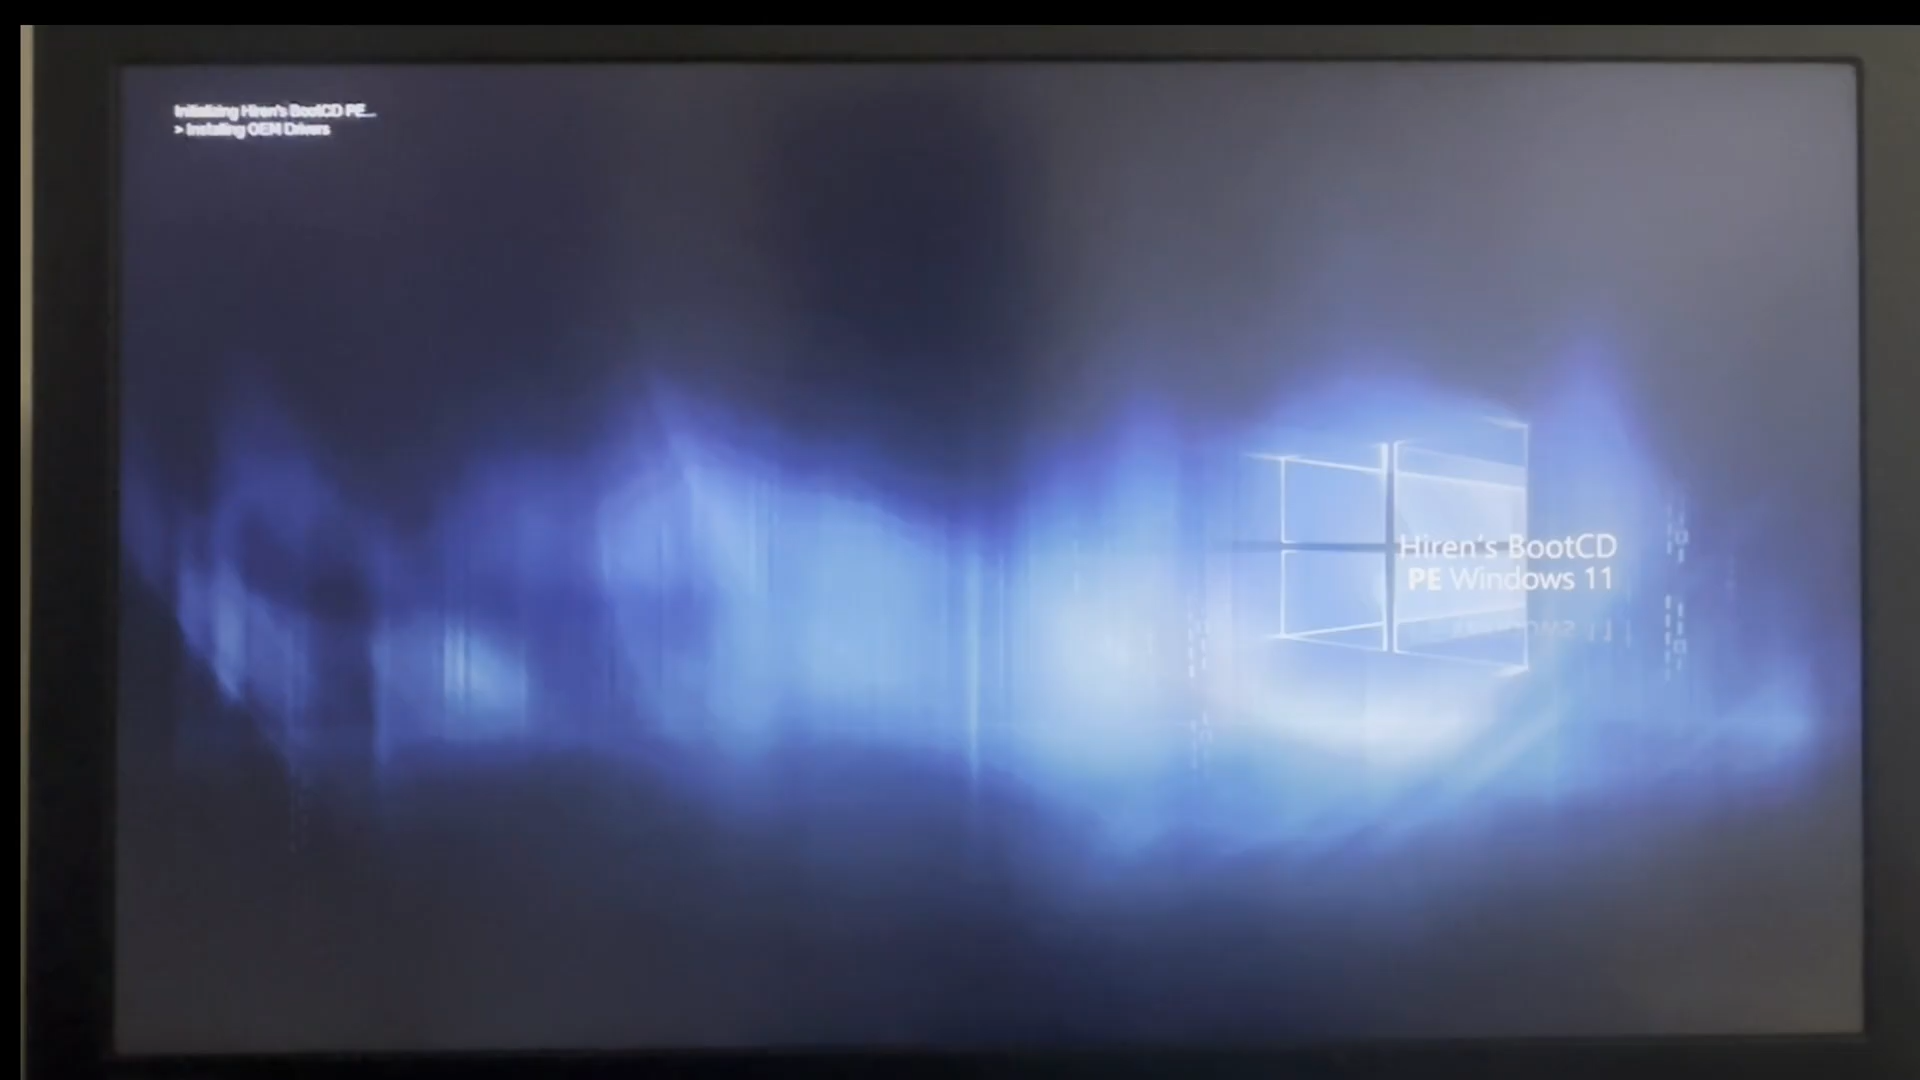 Initializing Hiren's BootCD PE...
> Installing OEM Drivers
Hiren's BootCD
PE Windows 11